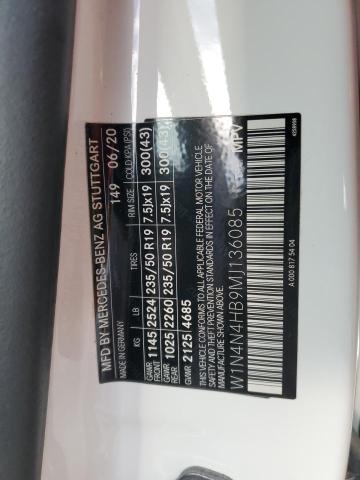 MFD BY MERCEDES-BENZ AG STUTTGART
MADE IN GERMANY 149 06/20
KG LB TIRES RIM SIZE COLD KPA (PSI)
GAWR FRONT 1145 2524 235/50 R19 7.5Jx19 300(43)
GAWR REAR 1025 2260 235/50 R19 7.5Jx19 300(43)
GVWR 2125 4685
THIS VEHICLE CONFORMS TO ALL APPLICABLE FEDERAL MOTOR VEHICLE
SAFETY STANDARDS IN EFFECT ON THE DATE OF
MANUFACTURE SHOWN ABOVE.
W1N4N4HB9MJ136085 MPV
A 000 817 54 04